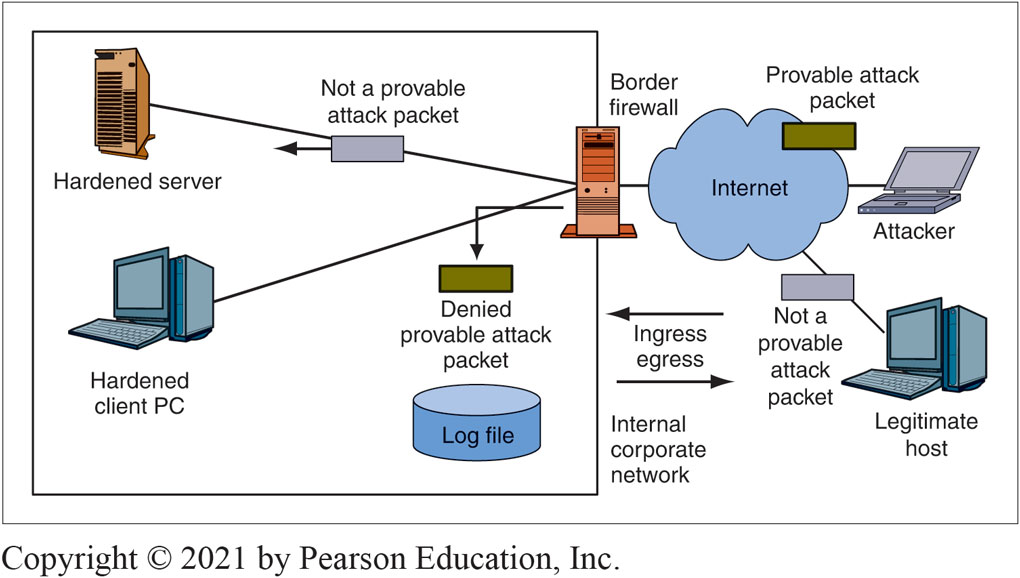 Not a provable
attack packet
Hardened server
Border
firewall
Provable attack
packet
Internet
Attacker
Denied
provable attack
packet
Log file
Hardened
client PC
Ingress
egress
Internal
corporate
network
Not a
provable
attack
packet
Legitimate
host
Copyright © 2021 by Pearson Education, Inc.